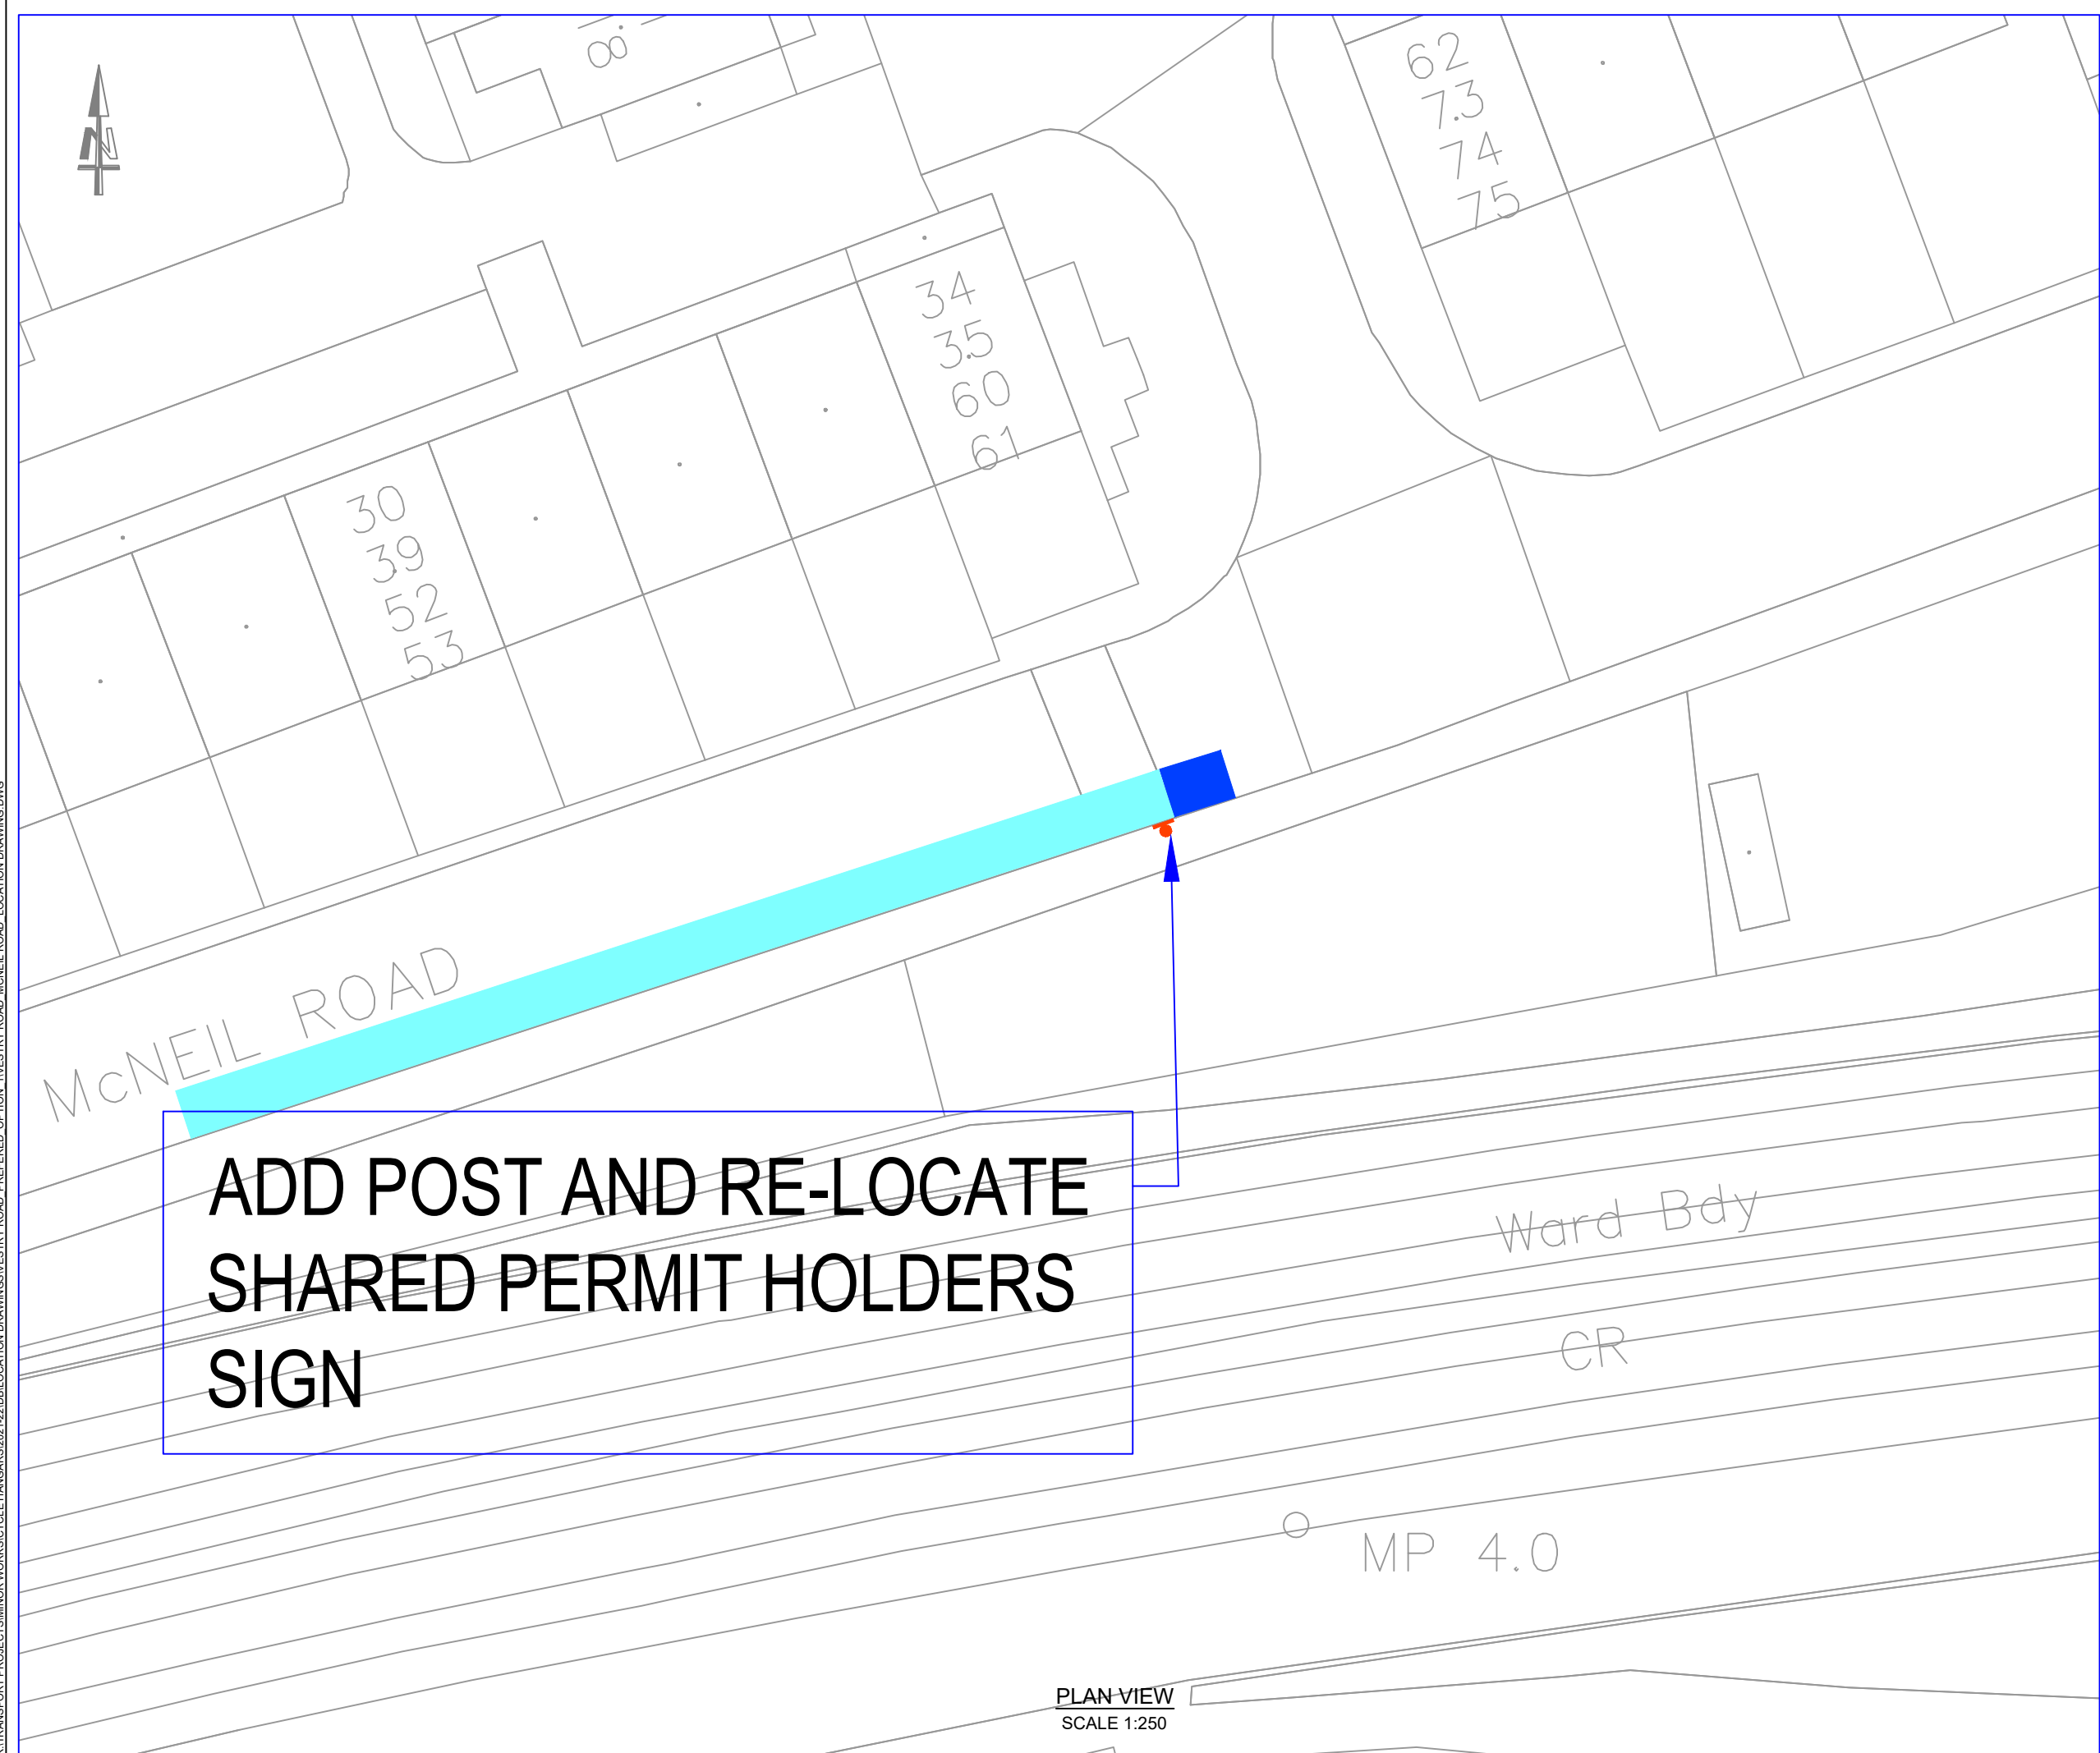 8
N
62
73
74
75
34
35
60
61
30
39
52
53
McNEIL ROAD
ADD POST AND RE-LOCATE
SHARED PERMIT HOLDERS
SIGN
Ward Bdy
CR
MP 4.0
PLAN VIEW
SCALE 1:250